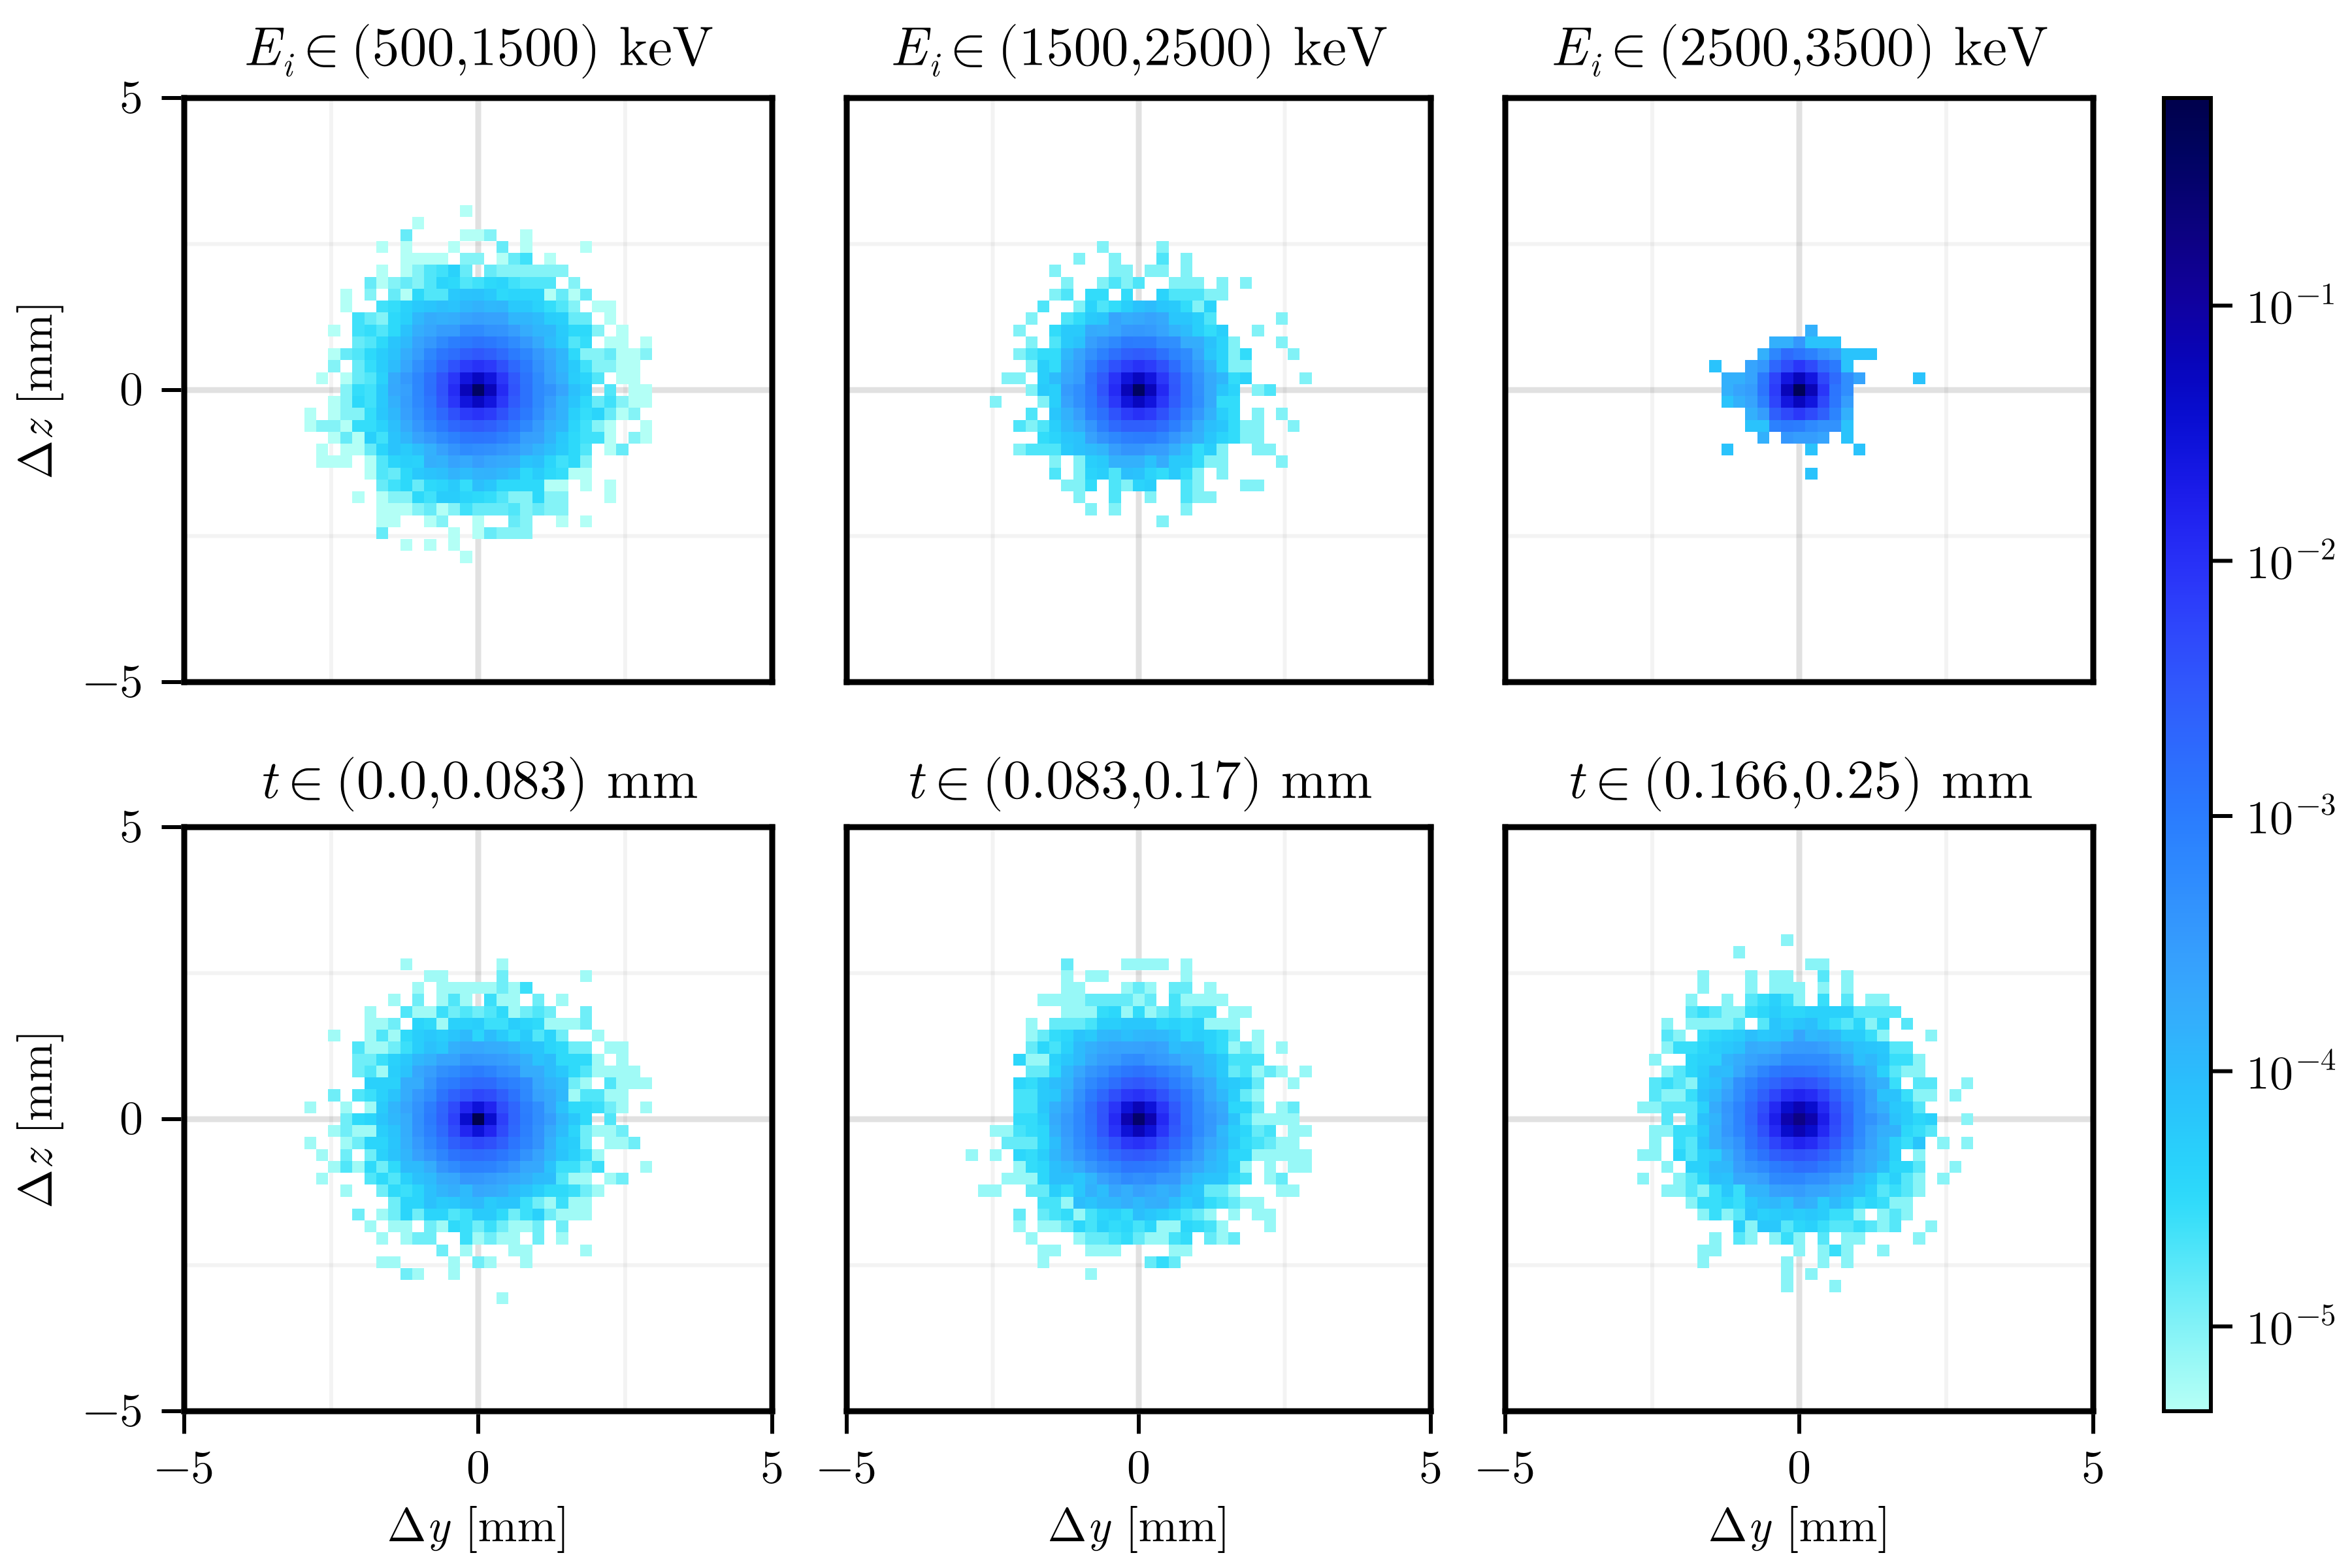 E_i ∈ (500,1500) keV
E_i ∈ (1500,2500) keV
E_i ∈ (2500,3500) keV
5
0
−5
Δz [mm]
10^−1
10^−2
10^−3
10^−4
10^−5
t ∈ (0.0,0.083) mm
t ∈ (0.083,0.17) mm
t ∈ (0.166,0.25) mm
5
0
−5
Δz [mm]
−5 0 5
−5 0 5
−5 0 5
Δy [mm]
Δy [mm]
Δy [mm]